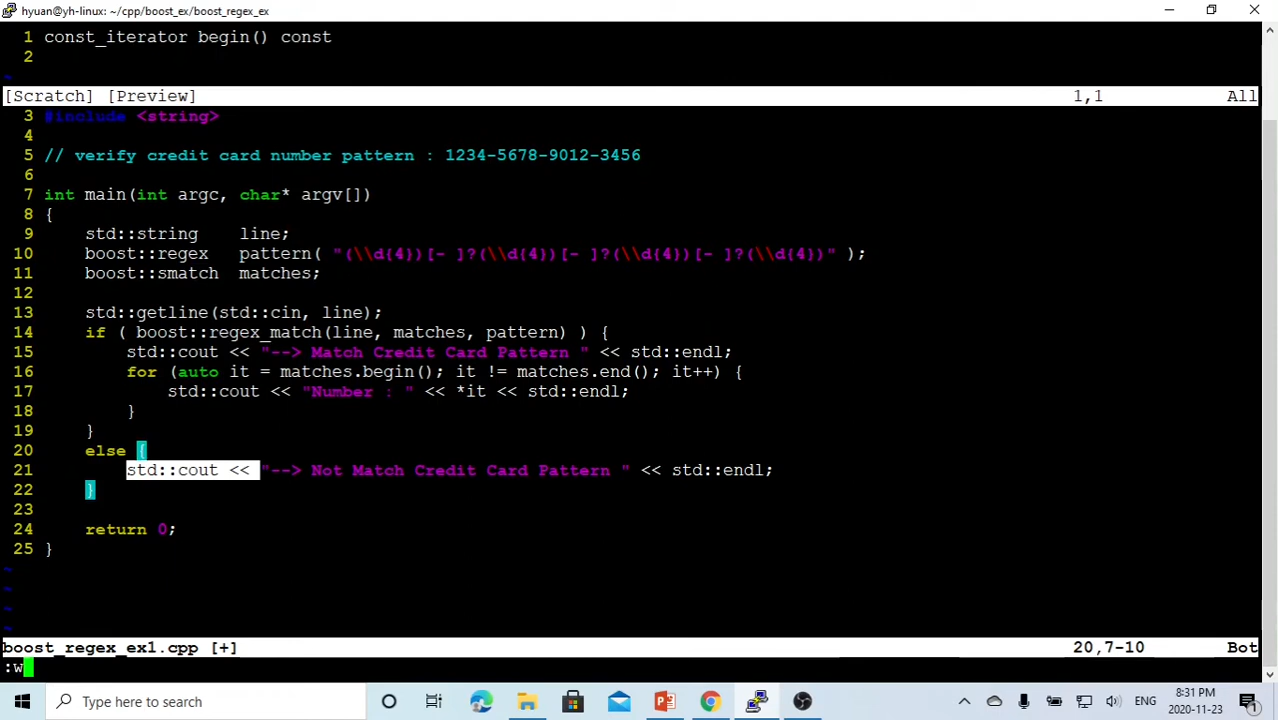 hyuan@yh-linux: ~/cpp/boost_ex/boost_regex_ex
1 const_iterator begin() const
2
~
[Scratch] [Preview] 1,1 All
3 #include <string>
4
5 // verify credit card number pattern : 1234-5678-9012-3456
6
7 int main(int argc, char* argv[])
8 {
9     std::string    line;
10     boost::regex   pattern( "(\\d{4})[- ]?(\\d{4})[- ]?(\\d{4})[- ]?(\\d{4})" );
11     boost::smatch  matches;
12
13     std::getline(std::cin, line);
14     if ( boost::regex_match(line, matches, pattern) ) {
15         std::cout << "--> Match Credit Card Pattern " << std::endl;
16         for (auto it = matches.begin(); it != matches.end(); it++) {
17             std::cout << "Number : " << *it << std::endl;
18         }
19     }
20     else {
21         std::cout << "--> Not Match Credit Card Pattern " << std::endl;
22     }
23
24     return 0;
25 }
~
~
~
~
boost_regex_ex1.cpp [+] 20,7-10 Bot
:w
Type here to search
ENG
8:31 PM
2020-11-23
1